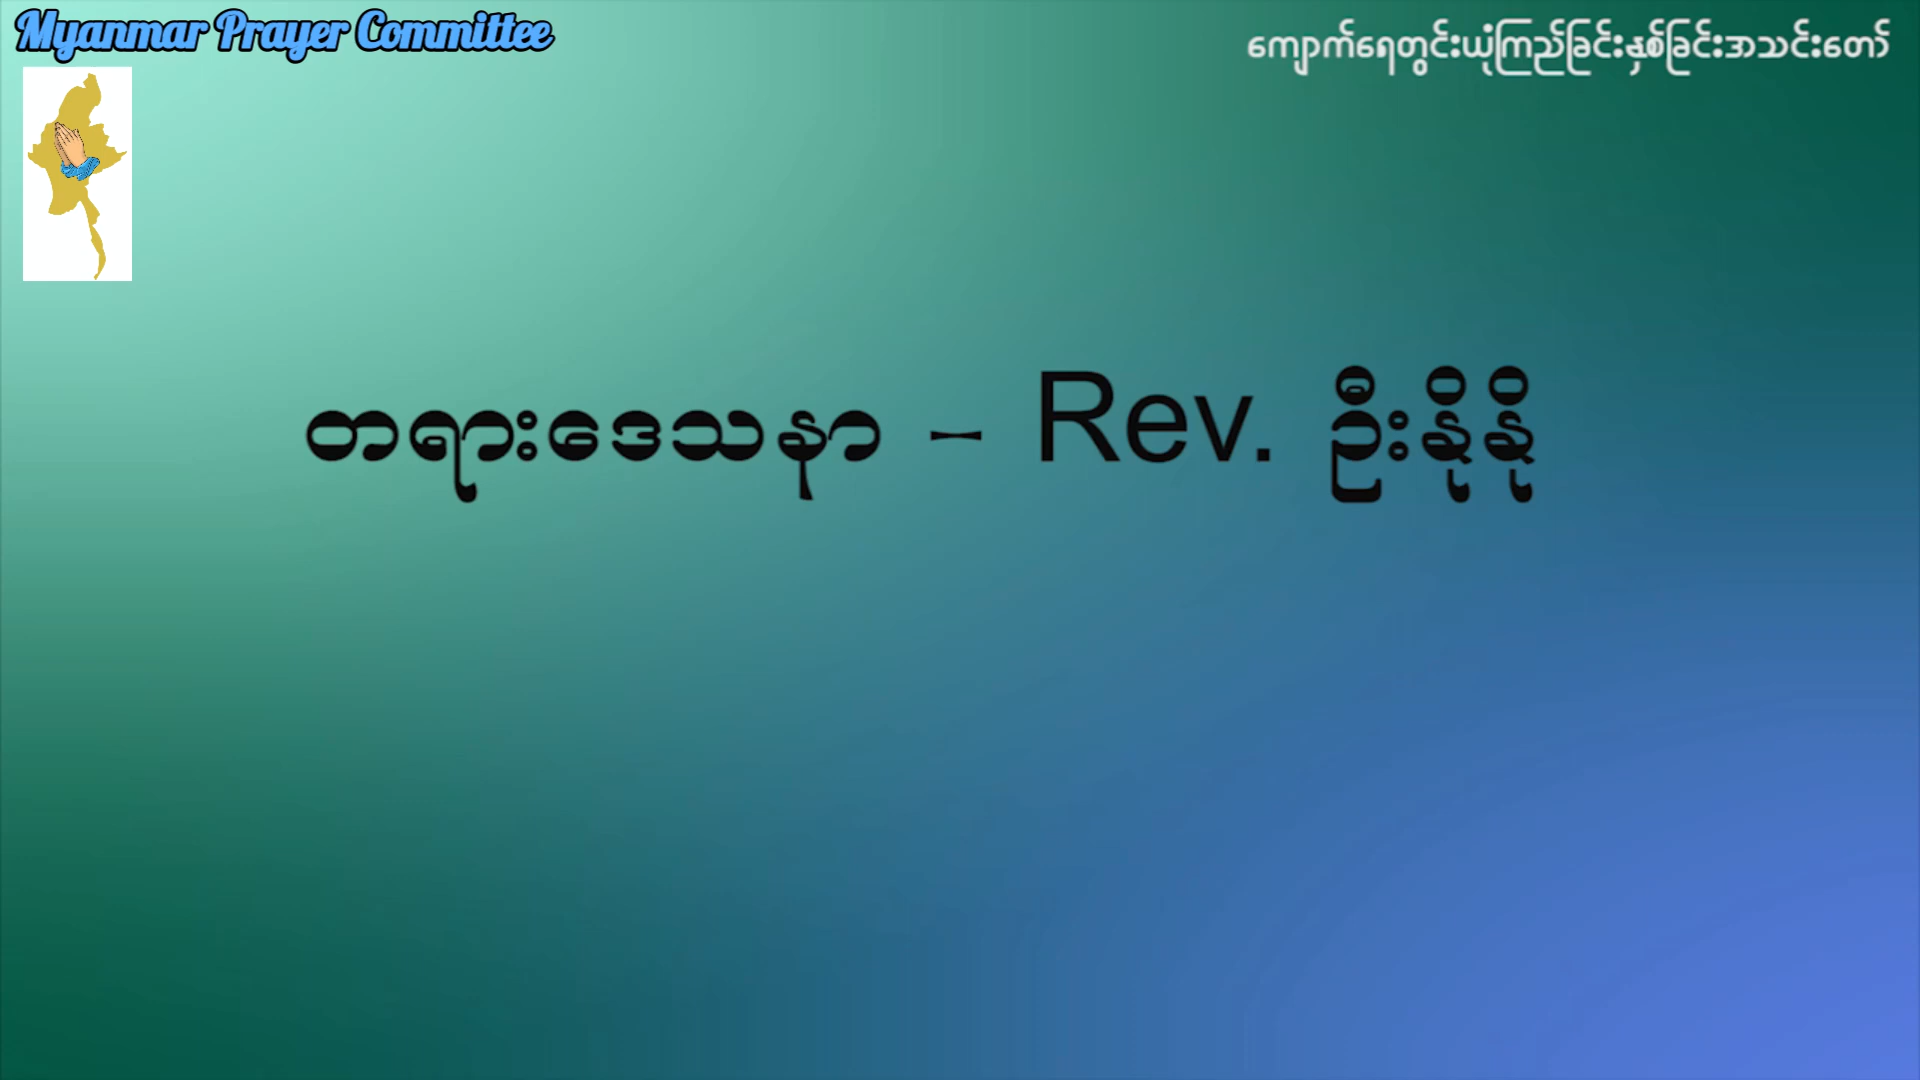 Myanmar Prayer Committee
ကျောက်ရေတွင်းယုံကြည်ခြင်းနှစ်ခြင်းအသင်းတော်
တရားဒေသနာ - Rev. ဦးနိုနို